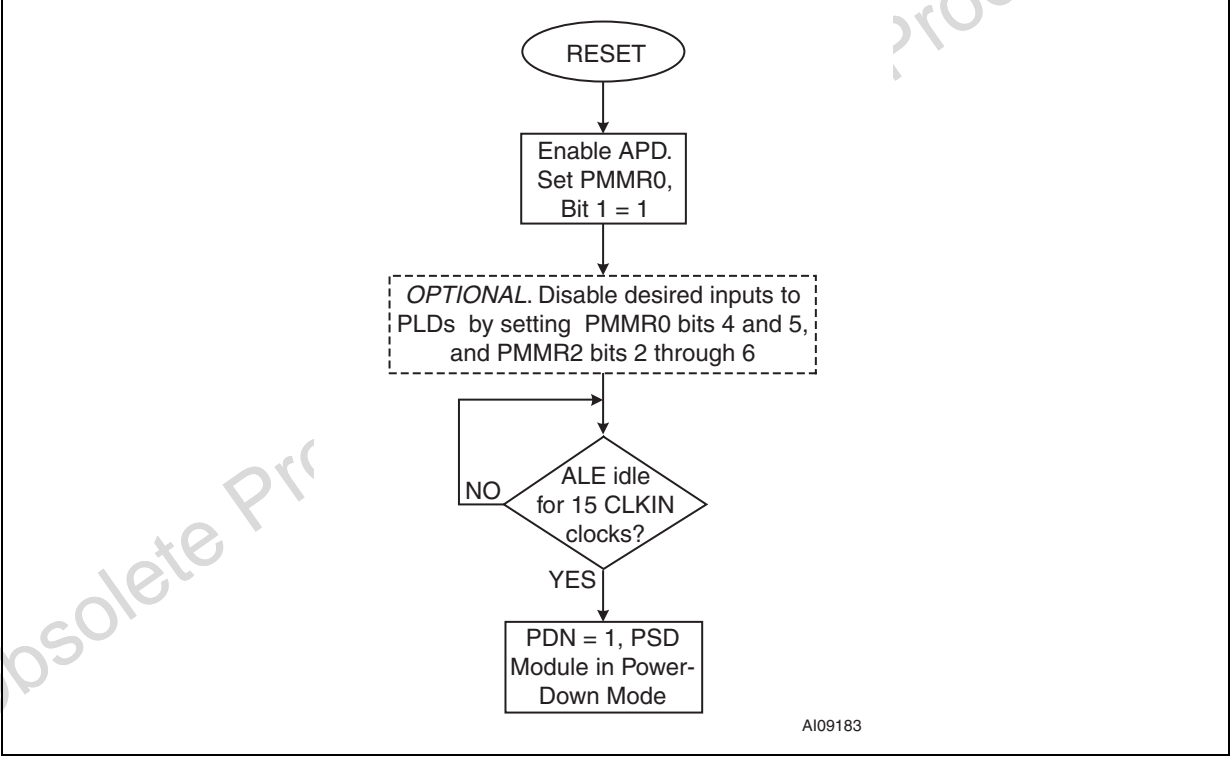 RESET
Enable APD.
Set PMMR0,
Bit 1 = 1
OPTIONAL. Disable desired inputs to
PLDs by setting PMMR0 bits 4 and 5,
and PMMR2 bits 2 through 6
ALE idle
for 15 CLKIN
clocks?
NO
YES
PDN = 1, PSD
Module in Power-
Down Mode
AI09183